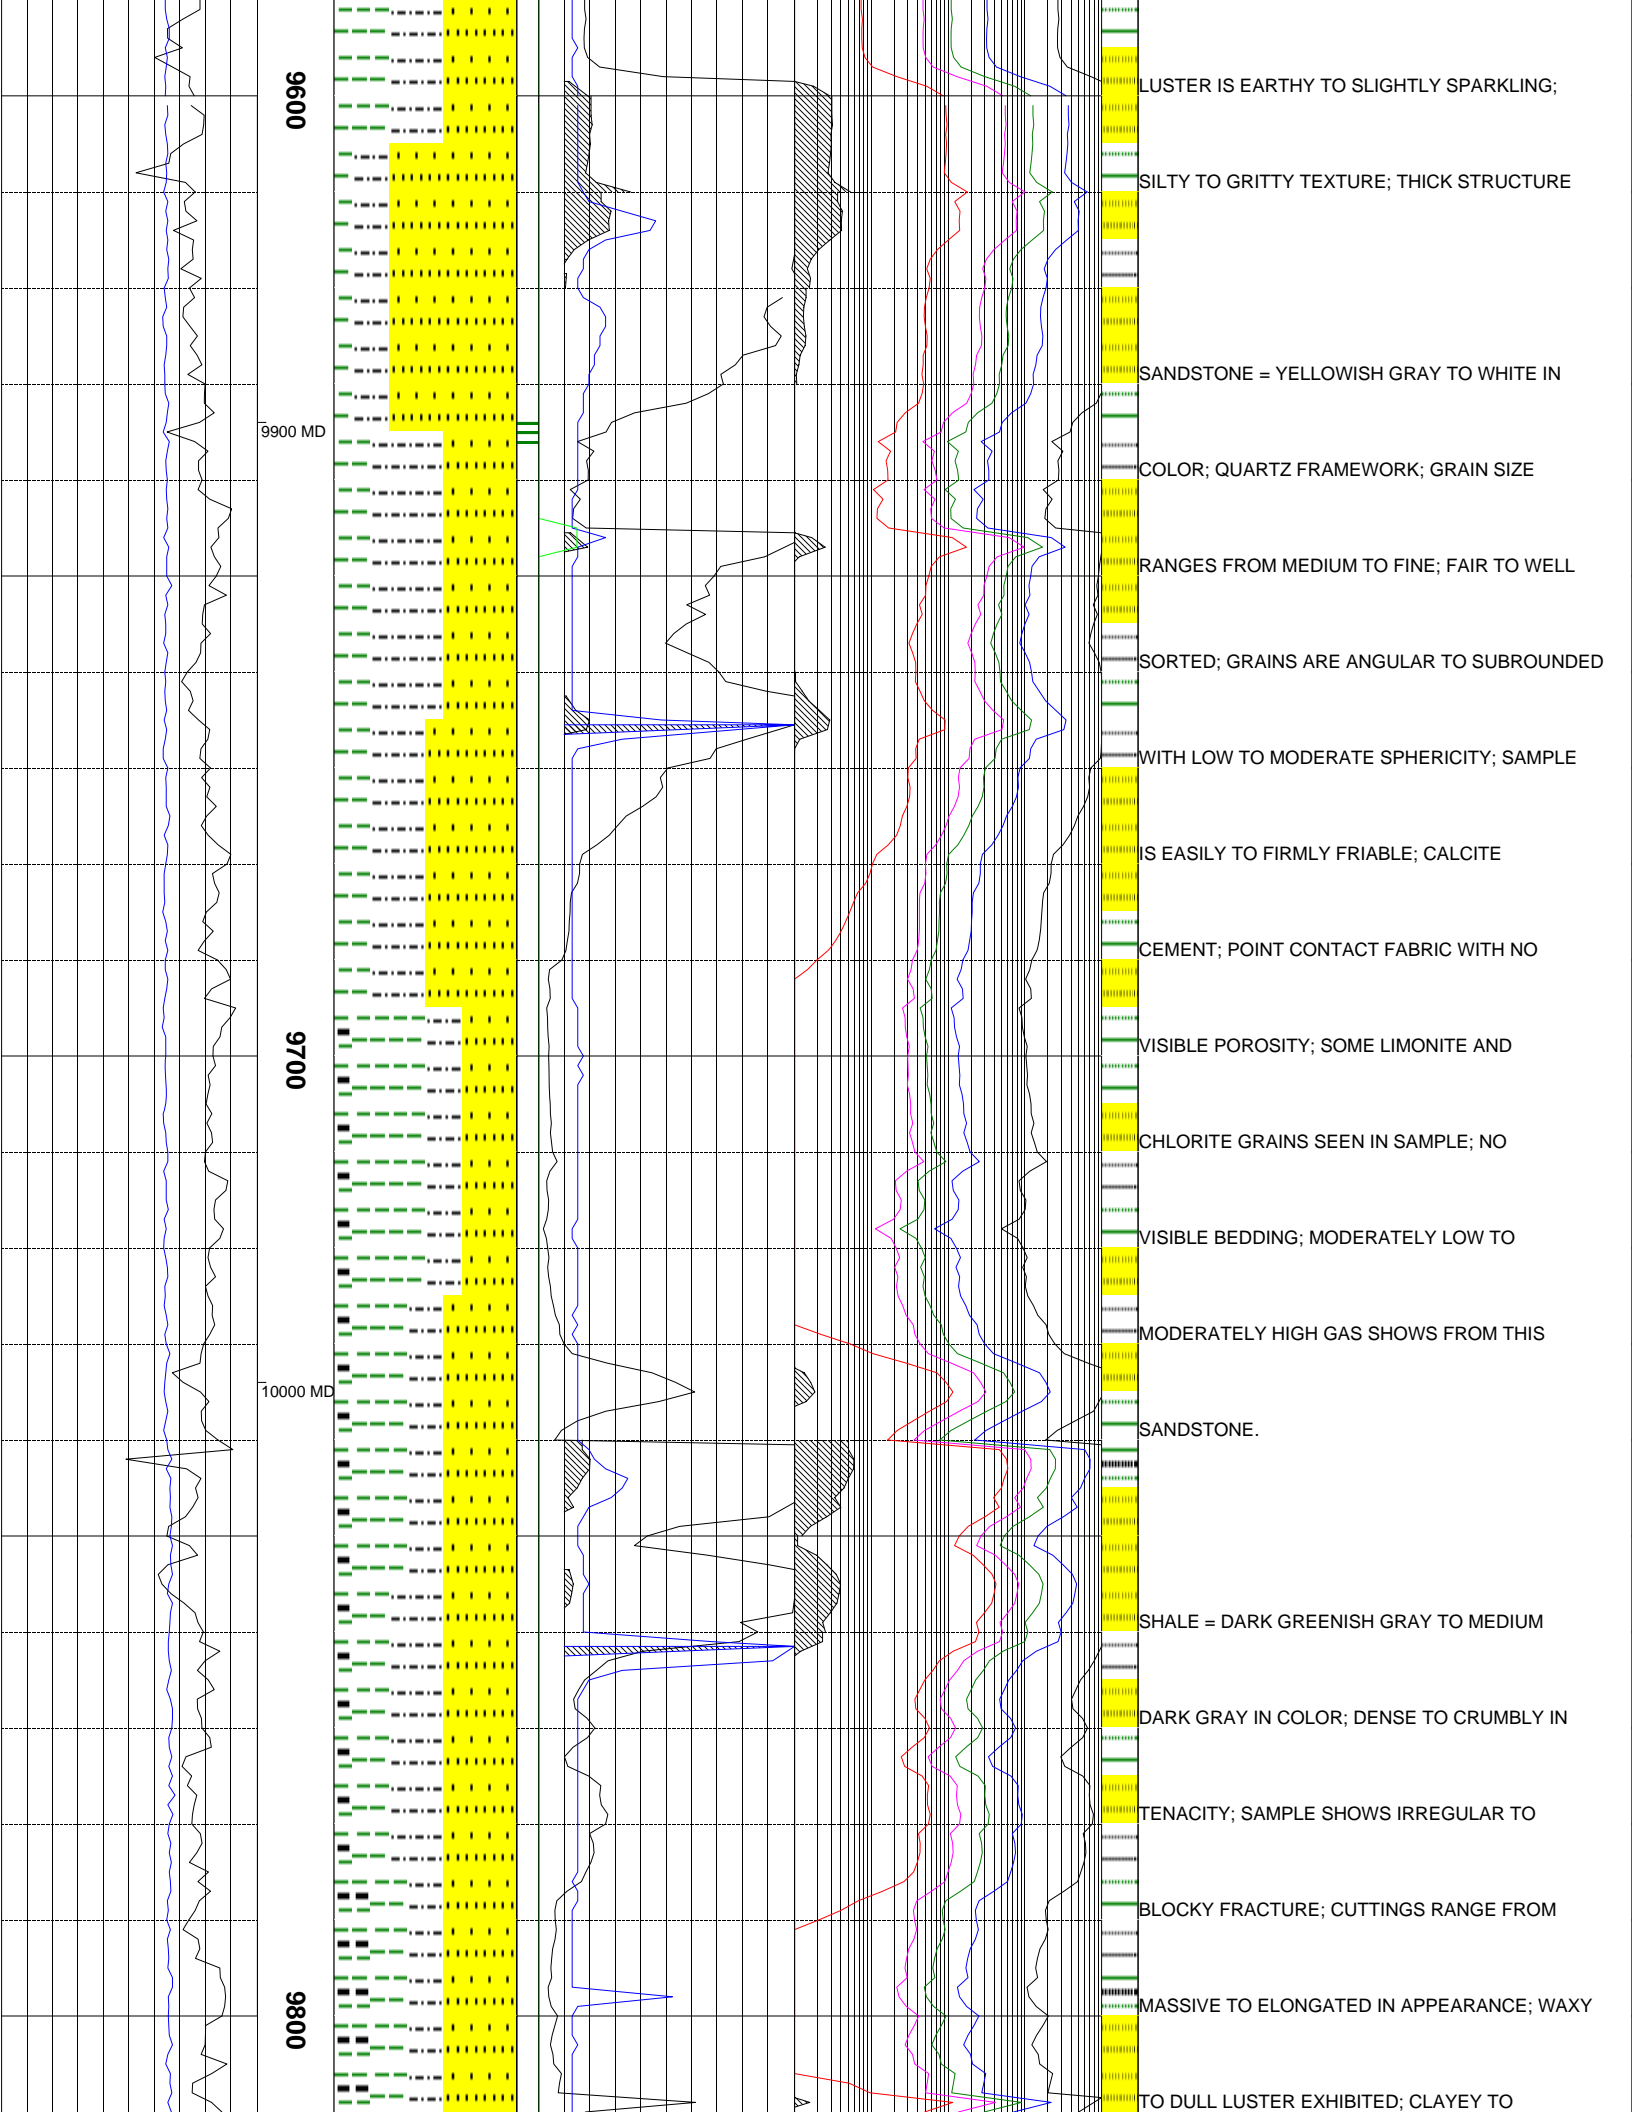 LUSTER IS EARTHY TO SLIGHTLY SPARKLING;
9600
SILTY TO GRITTY TEXTURE; THICK STRUCTURE
SANDSTONE = YELLOWISH GRAY TO WHITE IN
9900 MD
COLOR; QUARTZ FRAMEWORK; GRAIN SIZE
RANGES FROM MEDIUM TO FINE; FAIR TO WELL
SORTED; GRAINS ARE ANGULAR TO SUBROUNDED
WITH LOW TO MODERATE SPHERICITY; SAMPLE
IS EASILY TO FIRMLY FRIABLE; CALCITE
CEMENT; POINT CONTACT FABRIC WITH NO
VISIBLE POROSITY; SOME LIMONITE AND
9700
CHLORITE GRAINS SEEN IN SAMPLE; NO
VISIBLE BEDDING; MODERATELY LOW TO
MODERATELY HIGH GAS SHOWS FROM THIS
10000 MD
SANDSTONE.
SHALE = DARK GREENISH GRAY TO MEDIUM
DARK GRAY IN COLOR; DENSE TO CRUMBLY IN
TENACITY; SAMPLE SHOWS IRREGULAR TO
BLOCKY FRACTURE; CUTTINGS RANGE FROM
MASSIVE TO ELONGATED IN APPEARANCE; WAXY
9800
TO DULL LUSTER EXHIBITED; CLAYEY TO